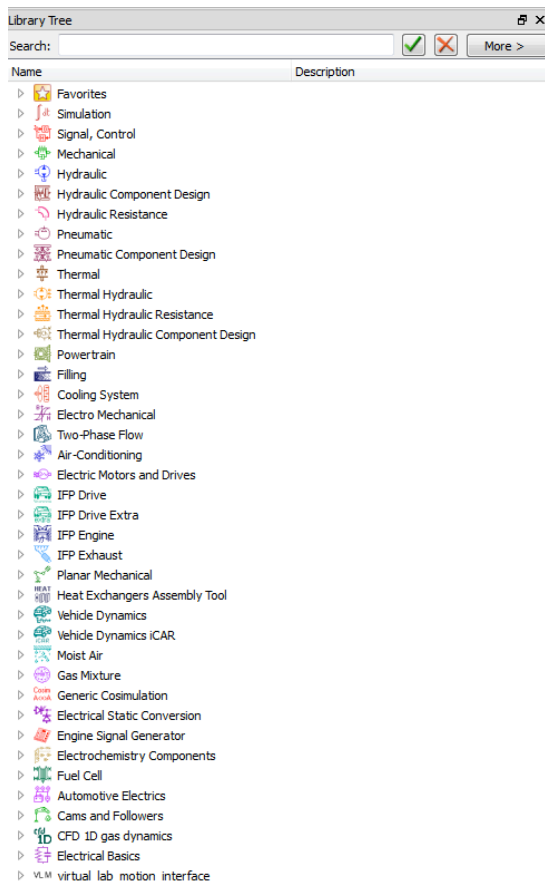 Library Tree
Search: More >
Name Description
Favorites
Simulation
Signal, Control
Mechanical
Hydraulic
Hydraulic Component Design
Hydraulic Resistance
Pneumatic
Pneumatic Component Design
Thermal
Thermal Hydraulic
Thermal Hydraulic Resistance
Thermal Hydraulic Component Design
Powertrain
Filling
Cooling System
Electro Mechanical
Two-Phase Flow
Air-Conditioning
Electric Motors and Drives
IFP Drive
IFP Drive Extra
IFP Engine
IFP Exhaust
Planar Mechanical
HEAT Heat Exchangers Assembly Tool
Vehicle Dynamics
iCAR Vehicle Dynamics iCAR
Moist Air
Gas Mixture
Generic Cosimulation
Electrical Static Conversion
Engine Signal Generator
Electrochemistry Components
Fuel Cell
Automotive Electrics
Cams and Followers
cfd 1D CFD 1D gas dynamics
Electrical Basics
VLM virtual lab motion interface